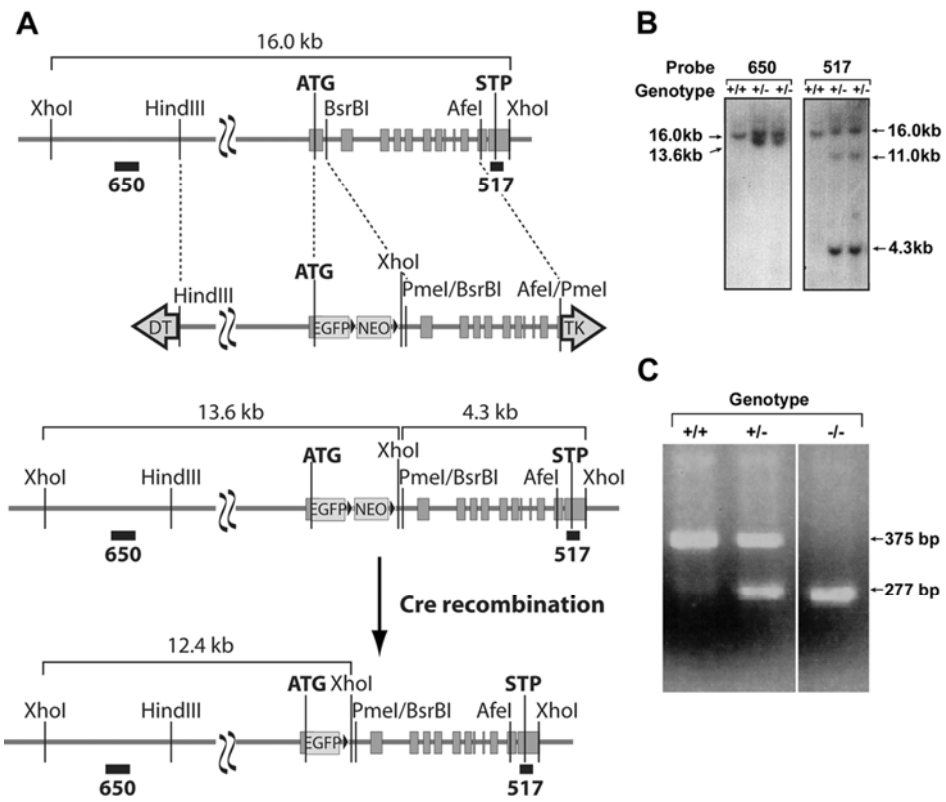 A
16.0 kb
ATG
STP
XhoI
HindIII
BsrBI
AfeI
XhoI
650
517
ATG
XhoI
HindIII
PmeI/BsrBI
AfeI/PmeI
DT
EGFP
NEO
TK
13.6 kb
4.3 kb
XhoI
HindIII
ATG
XhoI
PmeI/BsrBI
AfeI
STP
XhoI
EGFP
NEO
650
517
Cre recombination
12.4 kb
ATG
XhoI
STP
XhoI
HindIII
PmeI/BsrBI
AfeI
XhoI
EGFP
650
517
B
Probe 650 517
Genotype +/+ +/- +/- +/+ +/- +/-
16.0kb
13.6kb
16.0kb
11.0kb
4.3kb
C
Genotype
+/+ +/- -/-
375 bp
277 bp